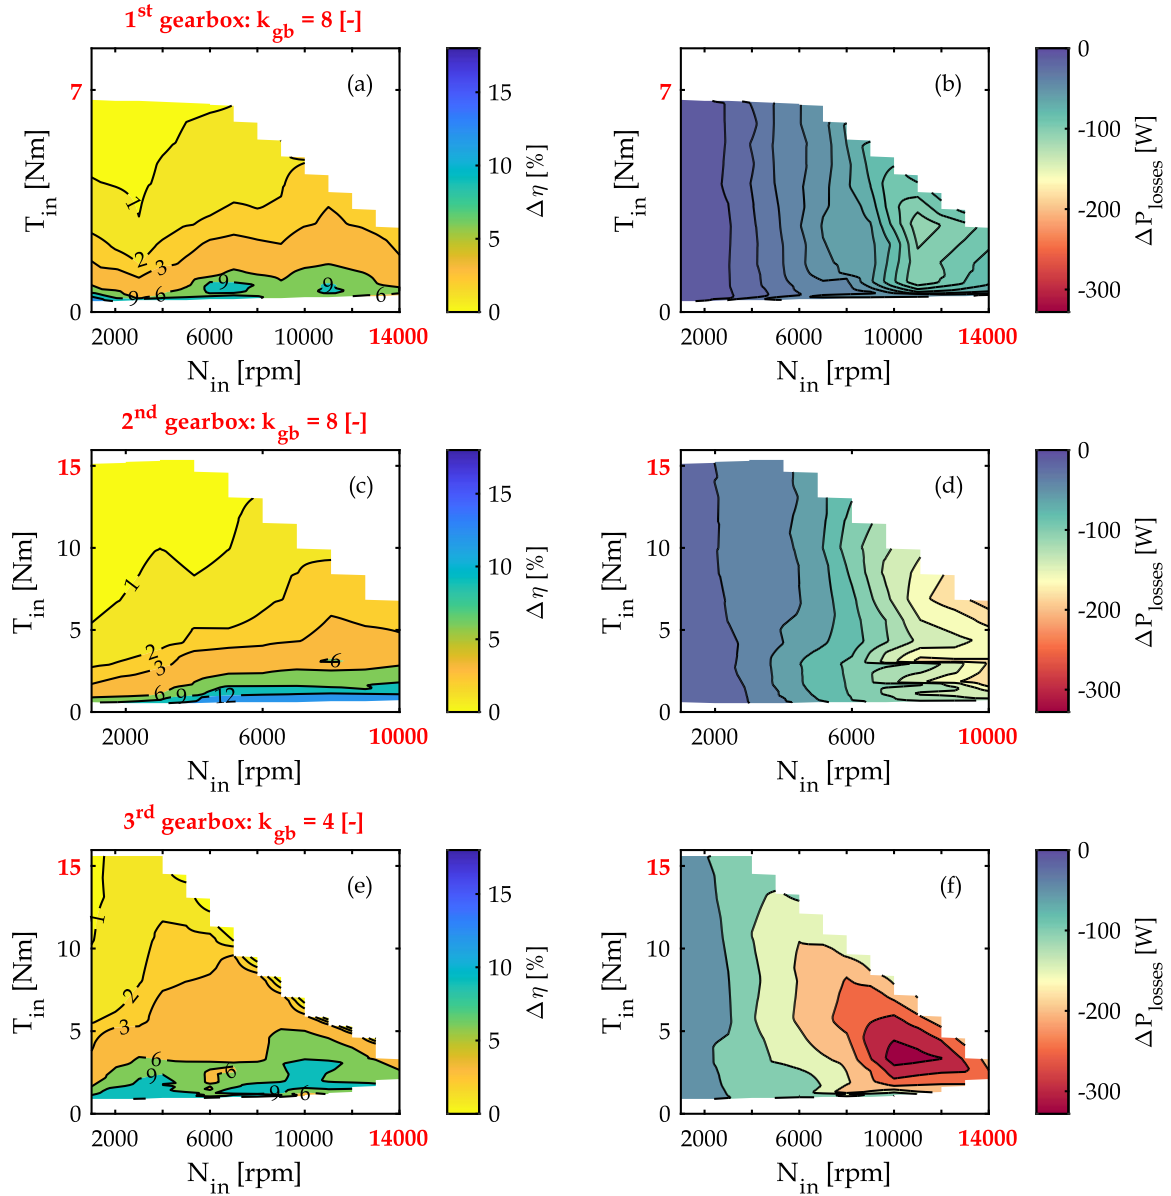 1st gearbox: kgb = 8 [-]
(a)
7
0
Tin [Nm]
1
2
3
9
6
9
9
6
2000 6000 10000 14000
Nin [rpm]
15
10
5
0
Δη [%]
(b)
7
0
Tin [Nm]
2000 6000 10000 14000
Nin [rpm]
0
-100
-200
-300
ΔPlosses [W]
2nd gearbox: kgb = 8 [-]
(c)
15
10
5
0
Tin [Nm]
1
2
3
6
6
9
12
2000 6000 10000
Nin [rpm]
15
10
5
0
Δη [%]
(d)
15
10
5
0
Tin [Nm]
2000 6000 10000
Nin [rpm]
0
-100
-200
-300
ΔPlosses [W]
3rd gearbox: kgb = 4 [-]
(e)
15
10
5
0
Tin [Nm]
1
2
3
6
9
6
9
6
2000 6000 10000 14000
Nin [rpm]
15
10
5
0
Δη [%]
(f)
15
10
5
0
Tin [Nm]
2000 6000 10000 14000
Nin [rpm]
0
-100
-200
-300
ΔPlosses [W]